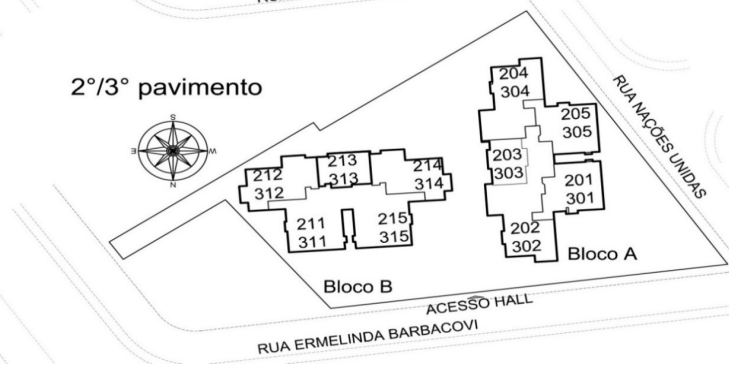 2°/3° pavimento
S
E
W
N
204
304
205
305
203
303
201
301
202
302
Bloco A
212
312
213
313
214
314
211
311
215
315
Bloco B
RUA NAÇÕES UNIDAS
ACESSO HALL
RUA ERMELINDA BARBACOVI